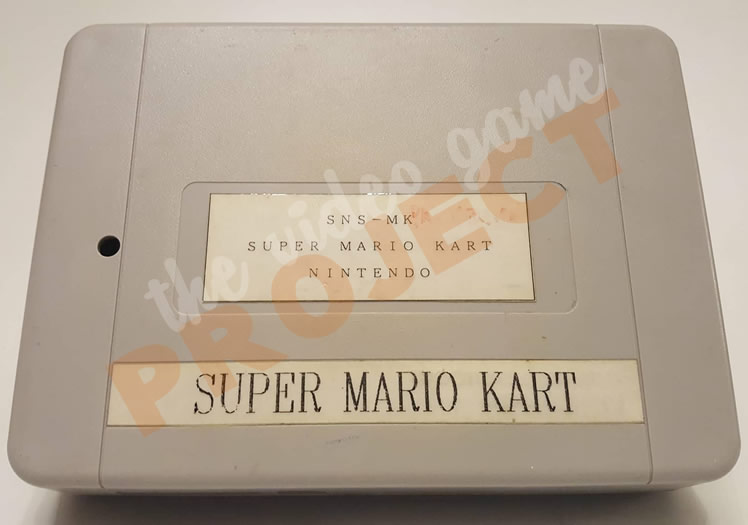 SNS-MK
SUPER MARIO KART
NINTENDO
the video game
PROJECT
SUPER MARIO KART